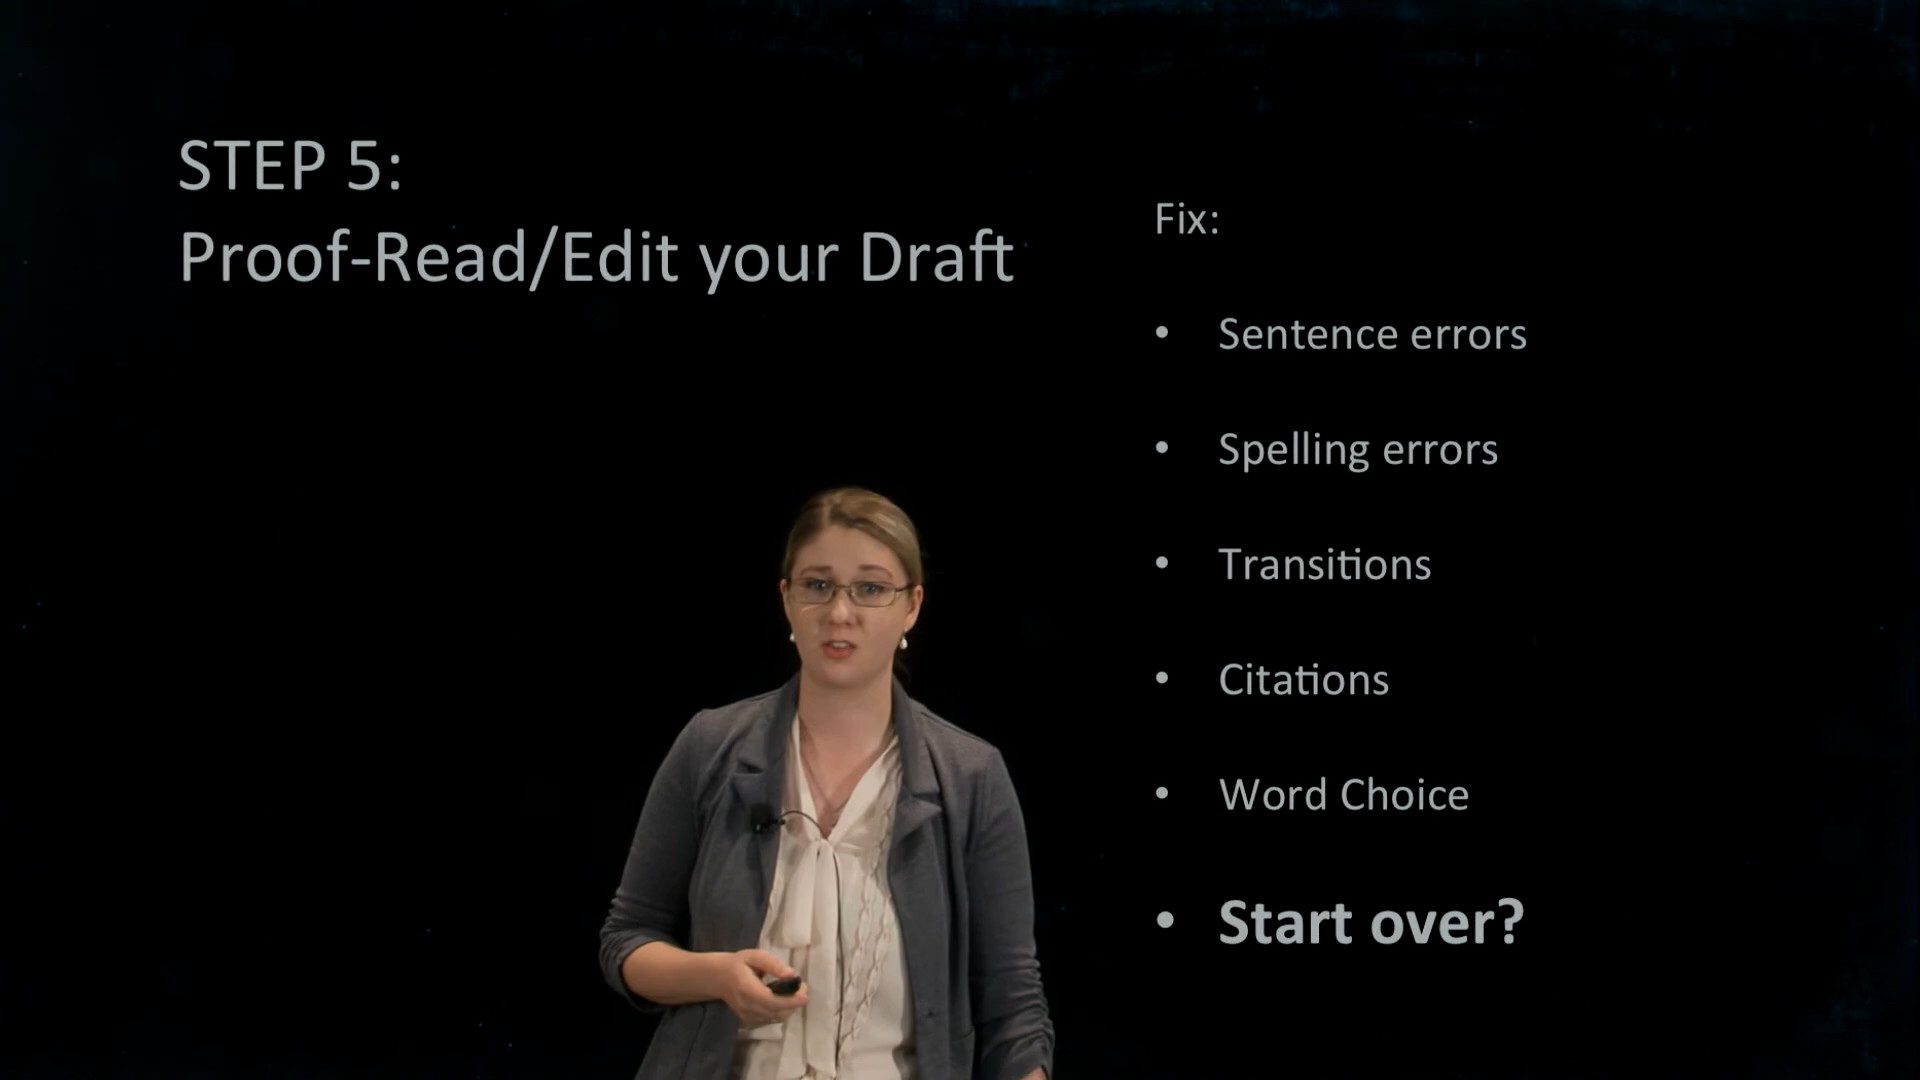 STEP 5:
Proof-Read/Edit your Draft
Fix:
• Sentence errors
• Spelling errors
• Transitions
• Citations
• Word Choice
• Start over?